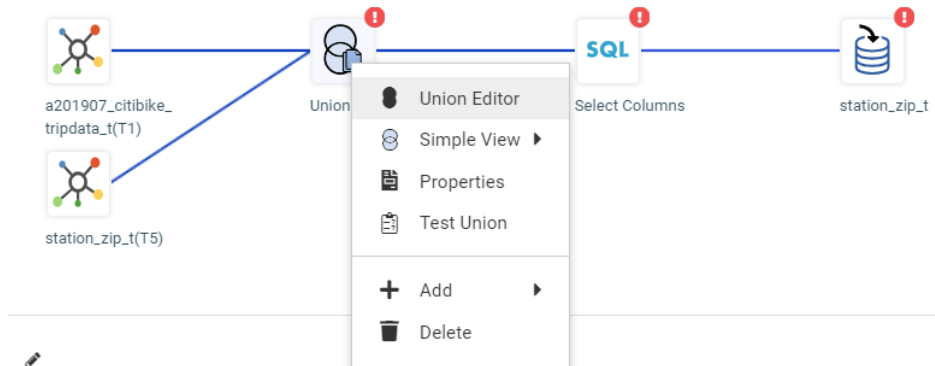 SQL
a201907_citibike_
tripdata_t(T1)
Union
Select Columns
station_zip_t
station_zip_t(T5)
Union Editor
Simple View
Properties
Test Union
Add
Delete